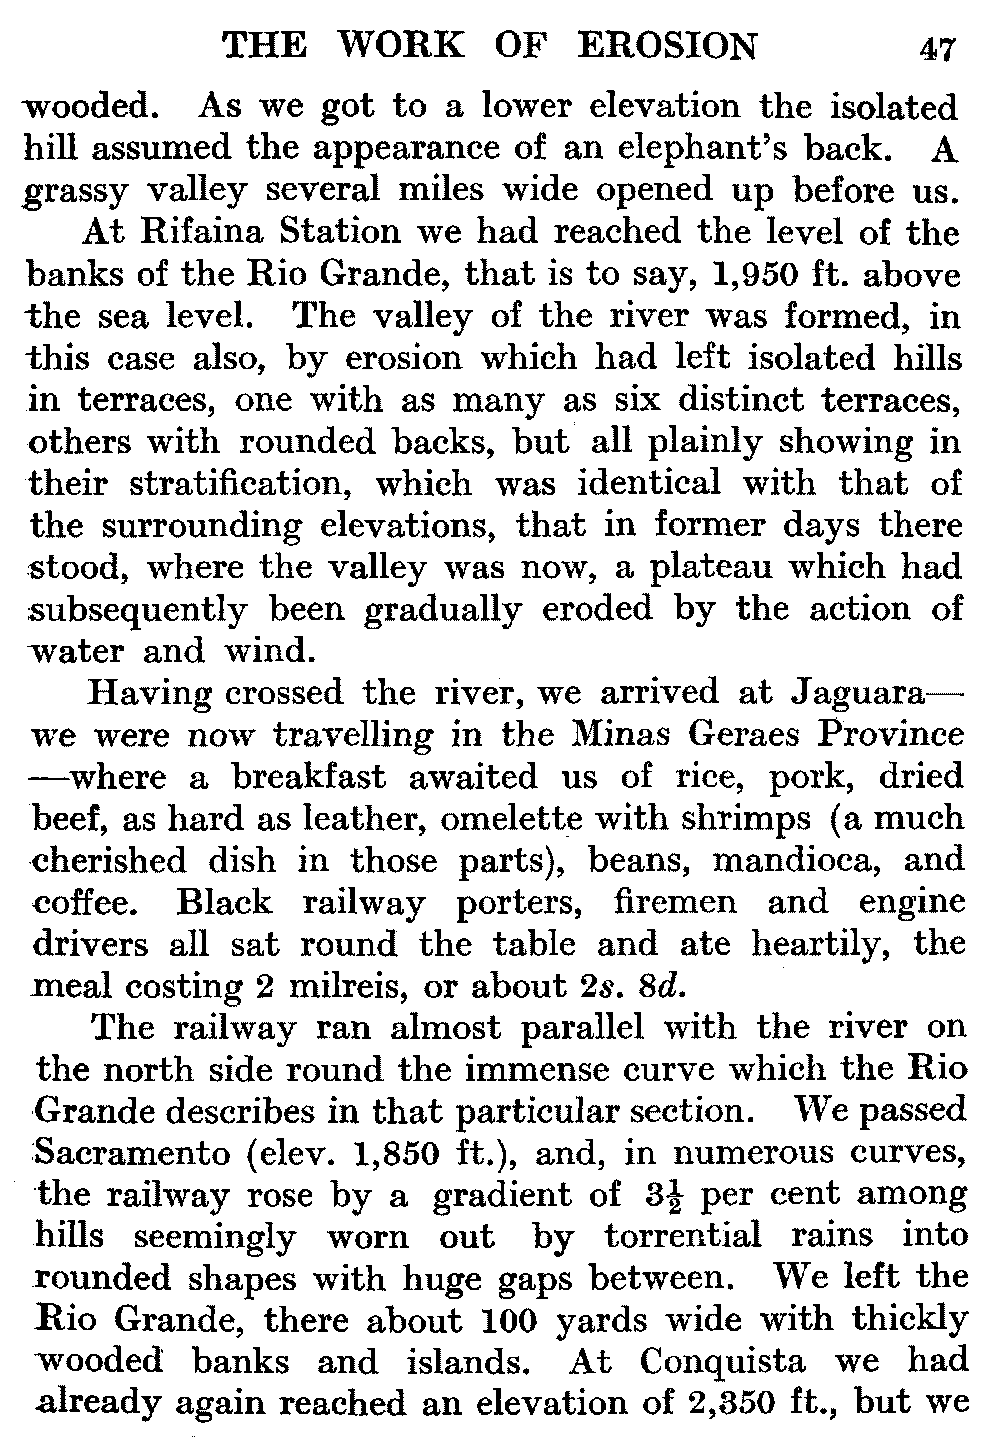 THE WORK OF EROSION 47
wooded. As we got to a lower elevation the isolated
hill assumed the appearance of an elephant's back. A
grassy valley several miles wide opened up before us.
At Rifaina Station we had reached the level of the
banks of the Rio Grande, that is to say, 1,950 ft. above
the sea level. The valley of the river was formed, in
this case also, by erosion which had left isolated hills
in terraces, one with as many as six distinct terraces,
others with rounded backs, but all plainly showing in
their stratification, which was identical with that of
the surrounding elevations, that in former days there
stood, where the valley was now, a plateau which had
subsequently been gradually eroded by the action of
water and wind.
Having crossed the river, we arrived at Jaguara—
we were now travelling in the Minas Geraes Province
—where a breakfast awaited us of rice, pork, dried
beef, as hard as leather, omelette with shrimps (a much
cherished dish in those parts), beans, mandioca, and
coffee. Black railway porters, firemen and engine
drivers all sat round the table and ate heartily, the
meal costing 2 milreis, or about 2s. 8d.
The railway ran almost parallel with the river on
the north side round the immense curve which the Rio
Grande describes in that particular section. We passed
Sacramento (elev. 1,850 ft.), and, in numerous curves,
the railway rose by a gradient of 3½ per cent among
hills seemingly worn out by torrential rains into
rounded shapes with huge gaps between. We left the
Rio Grande, there about 100 yards wide with thickly
wooded banks and islands. At Conquista we had
already again reached an elevation of 2,350 ft., but we